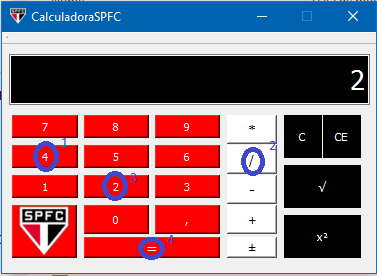 SPFC CalculadoraSPFC
2
7 8 9 * C CE
1
4 5 6 / 2
1 2 3 - √
3
SPFC 0 , + x²
= 4 ±